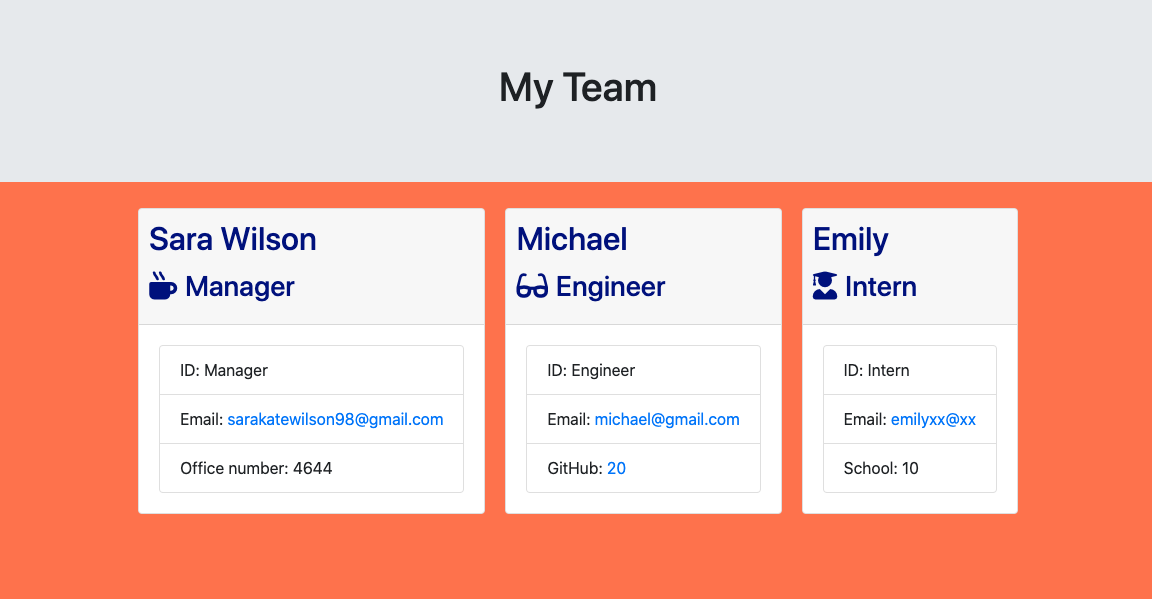 My Team
Sara Wilson
Manager
ID: Manager
Email: sarakatewilson98@gmail.com
Office number: 4644
Michael
Engineer
ID: Engineer
Email: michael@gmail.com
GitHub: 20
Emily
Intern
ID: Intern
Email: emilyxx@xx
School: 10